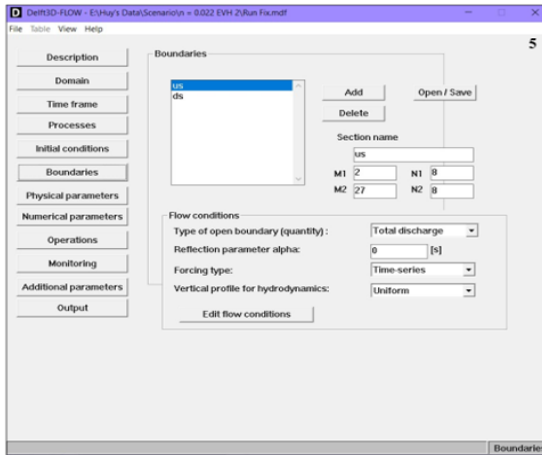 Delft3D-FLOW - E:\Huy's Data\Scenario\n = 0.022 EVH 2\Run Fix.mdf
File Table View Help
5
Description
Domain
Time frame
Processes
Initial conditions
Boundaries
Physical parameters
Numerical parameters
Operations
Monitoring
Additional parameters
Output
Boundaries
us
ds
Add
Open / Save
Delete
Section name
us
M1 2 N1 8
M2 27 N2 8
Flow conditions
Type of open boundary (quantity) : Total discharge
Reflection parameter alpha: 0 [s]
Forcing type: Time-series
Vertical profile for hydrodynamics: Uniform
Edit flow conditions
Boundarie